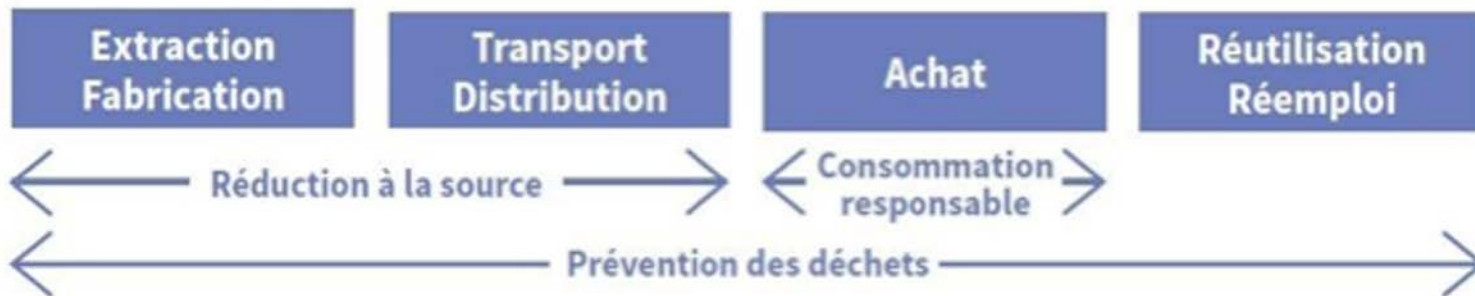 Extraction
Fabrication
Transport
Distribution
Achat
Réutilisation
Réemploi
Réduction à la source
Consommation
responsable
Prévention des déchets